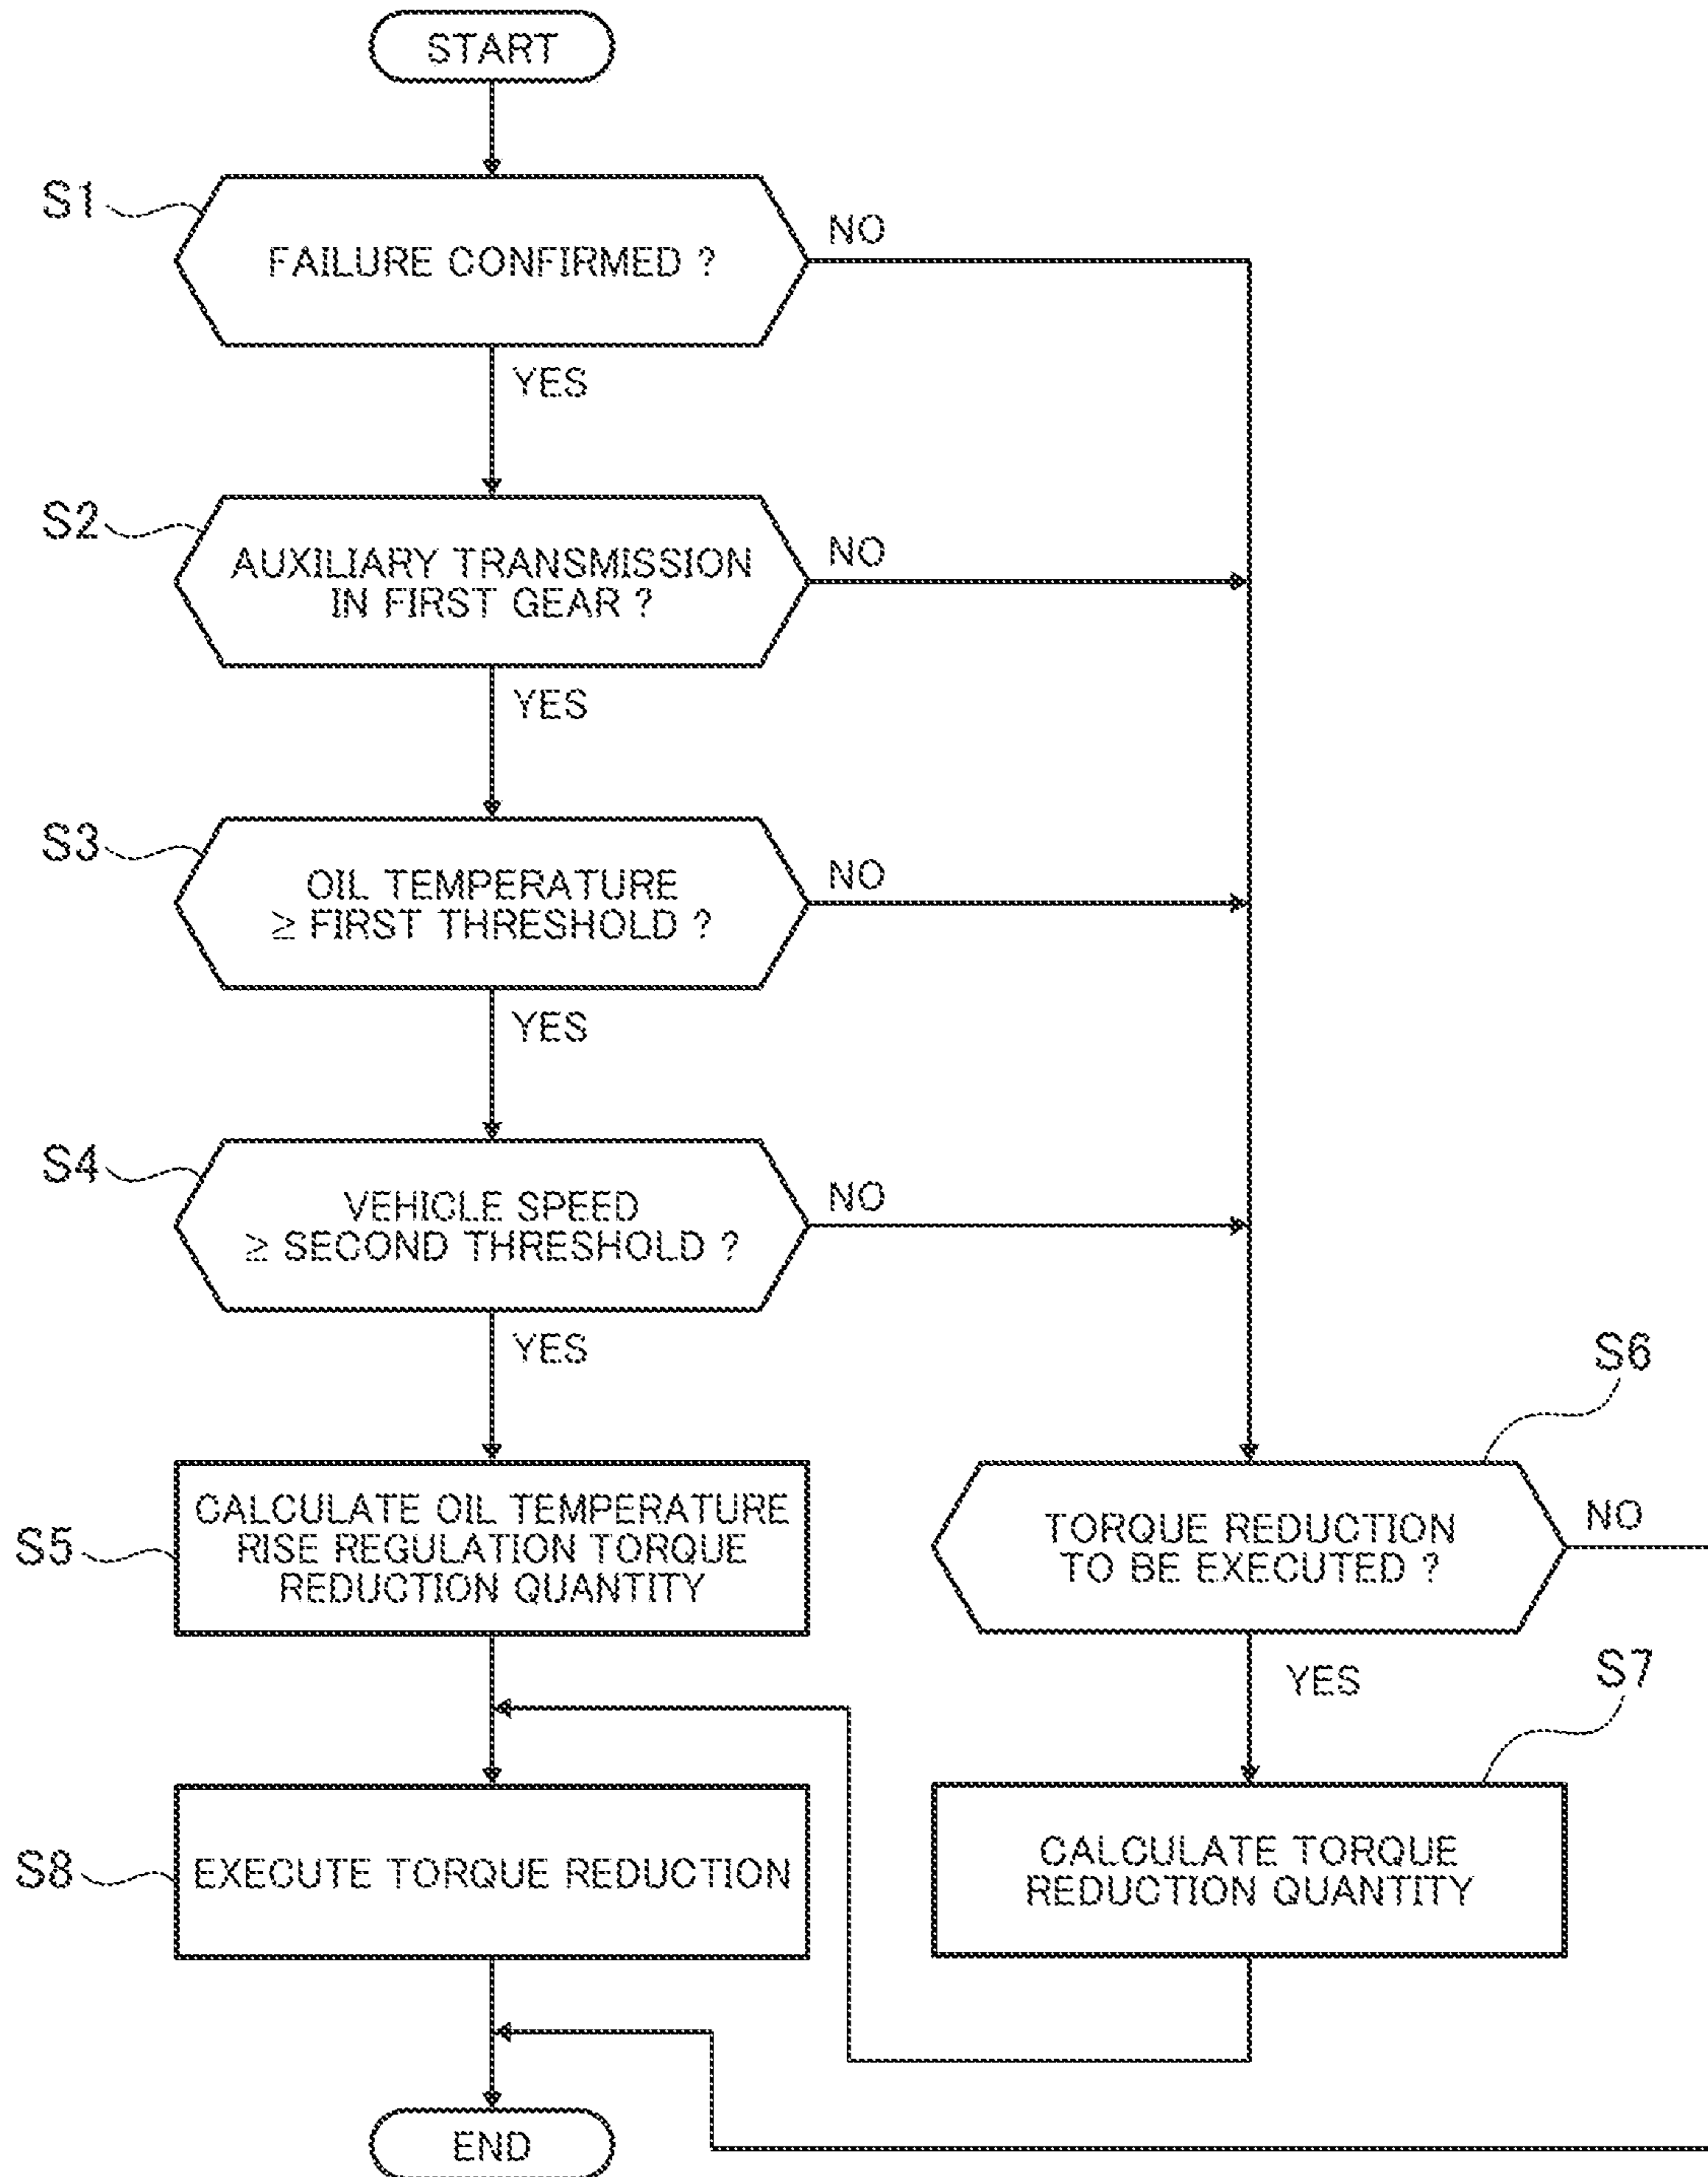 START
S1
FAILURE CONFIRMED ?
NO
YES
S2
AUXILIARY TRANSMISSION
IN FIRST GEAR ?
NO
YES
S3
OIL TEMPERATURE
≥ FIRST THRESHOLD ?
NO
YES
S4
VEHICLE SPEED
≥ SECOND THRESHOLD ?
NO
YES
S5
CALCULATE OIL TEMPERATURE
RISE REGULATION TORQUE
REDUCTION QUANTITY
S6
TORQUE REDUCTION
TO BE EXECUTED ?
NO
YES
S7
CALCULATE TORQUE
REDUCTION QUANTITY
S8
EXECUTE TORQUE REDUCTION
END